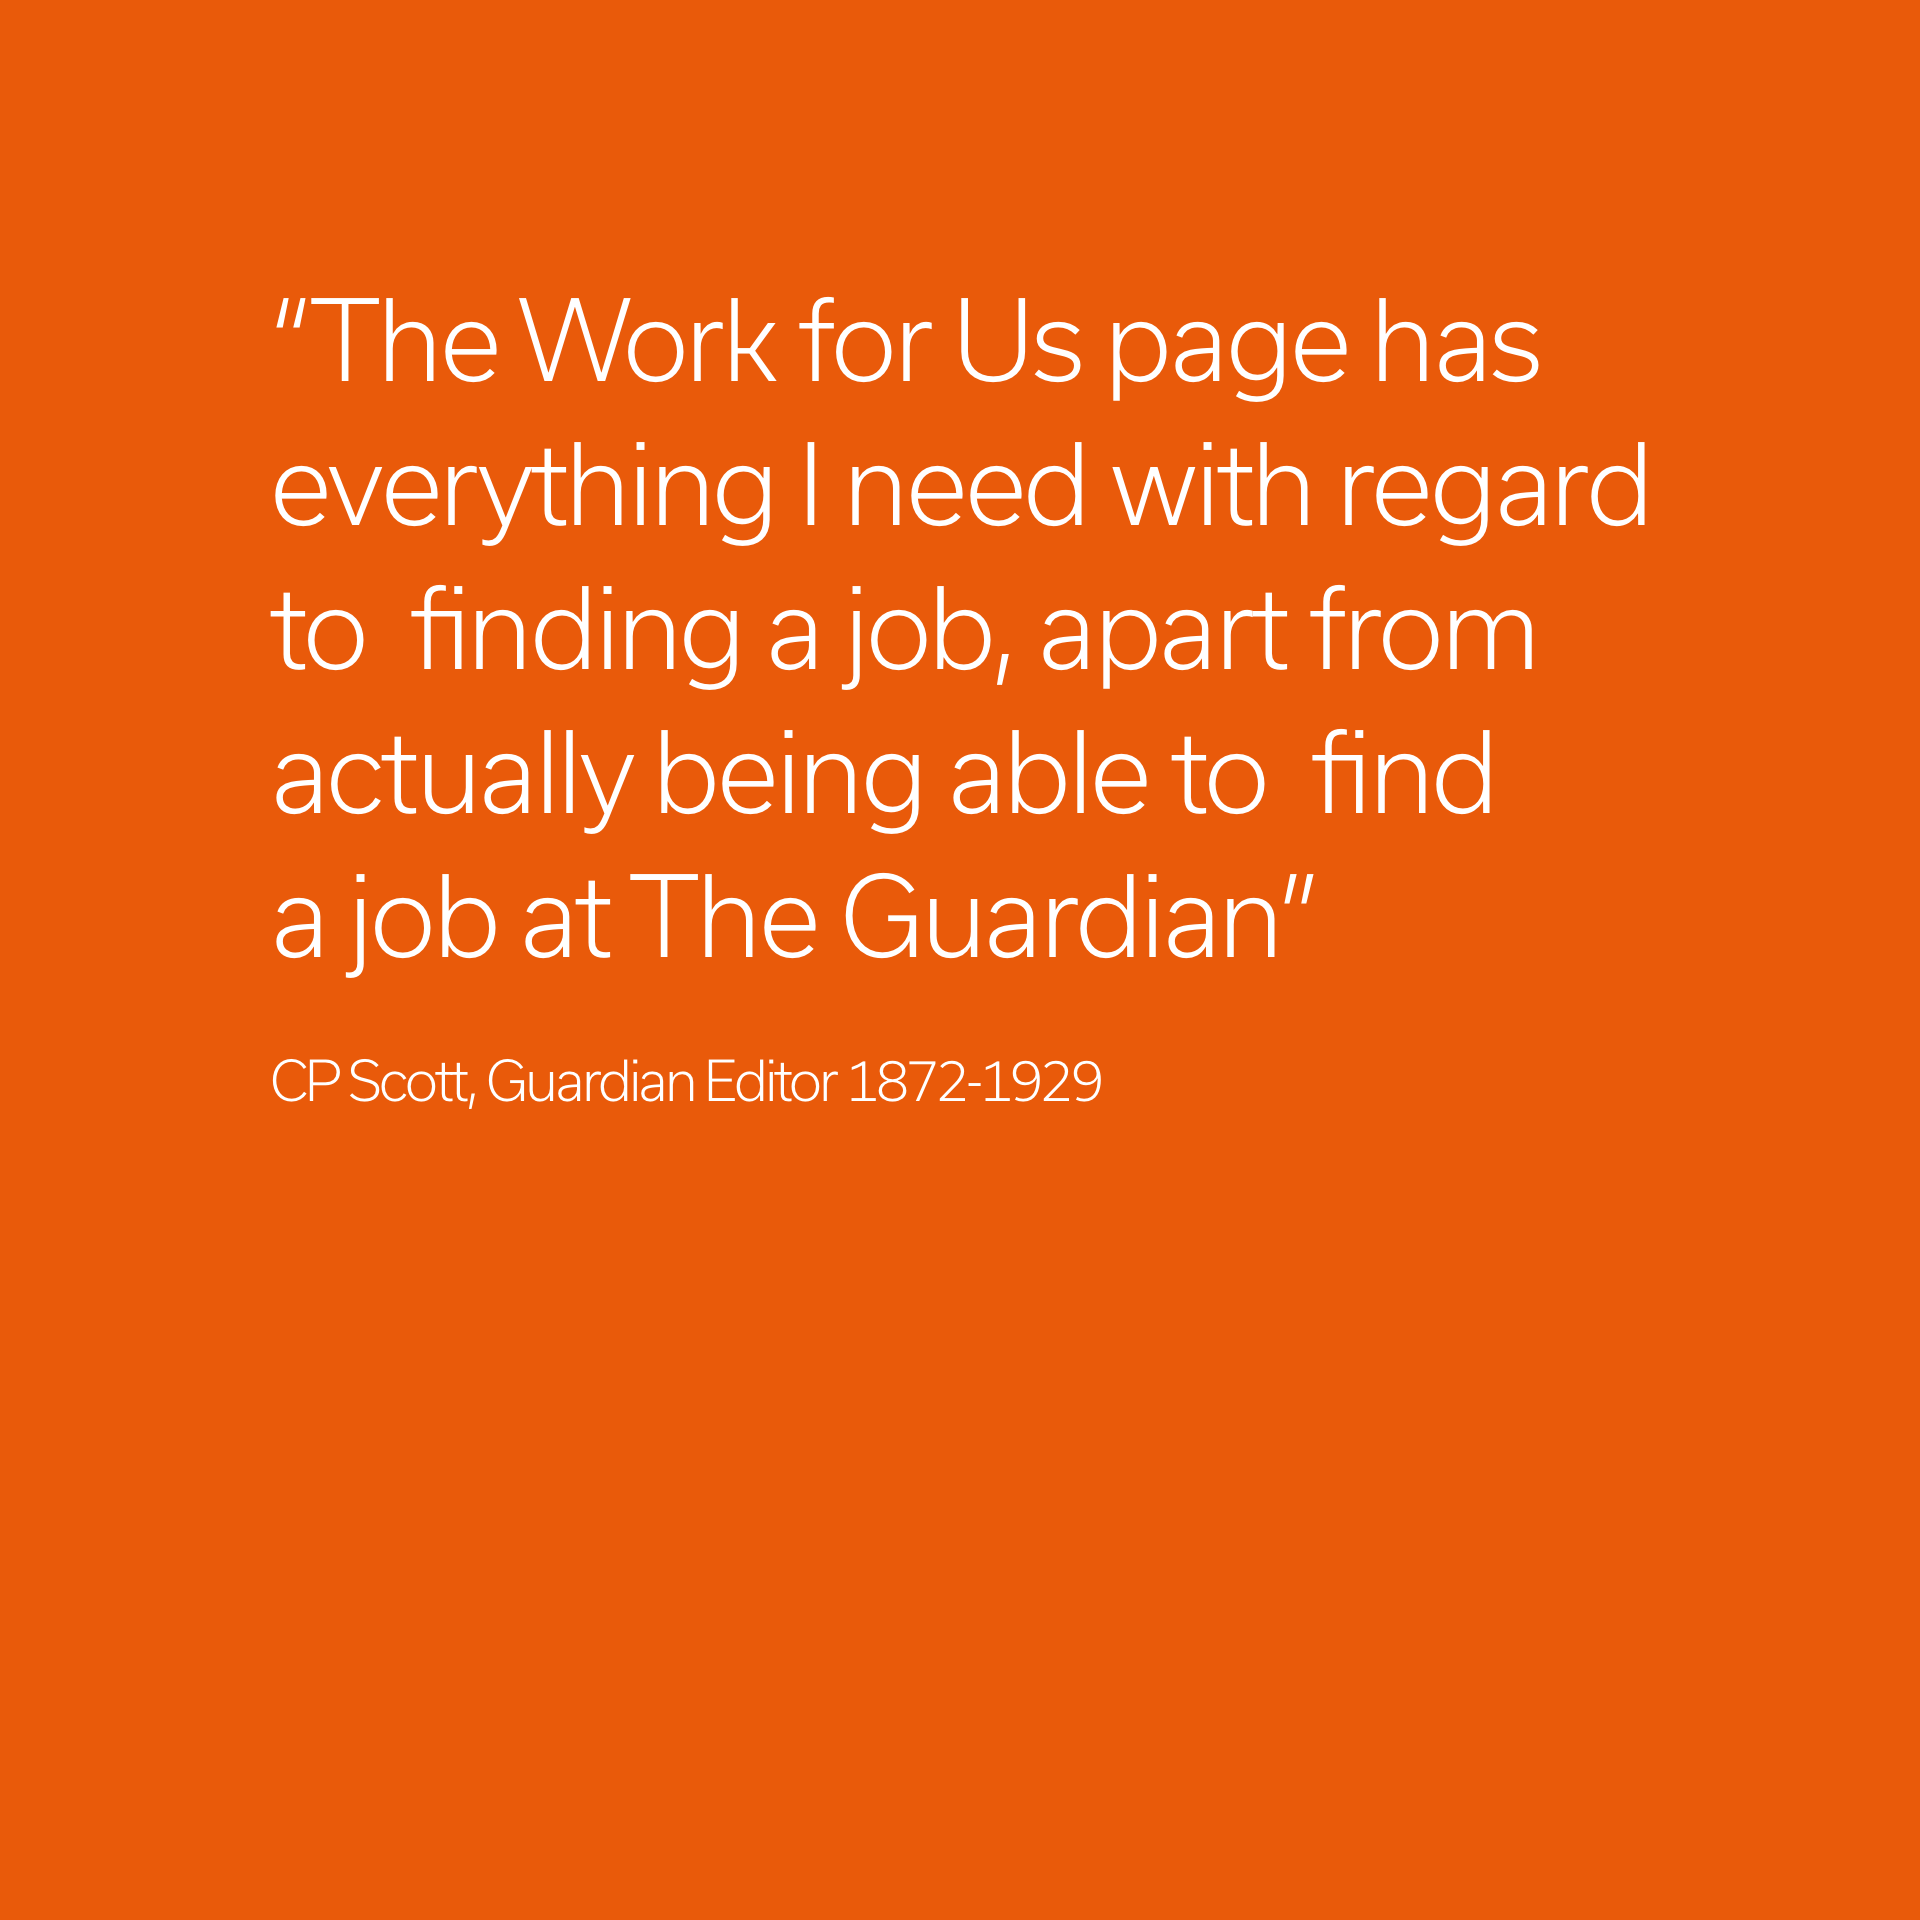 "The Work for Us page has
everything I need with regard
to finding a job, apart from
actually being able to find
a job at The Guardian"
CP Scott, Guardian Editor 1872-1929